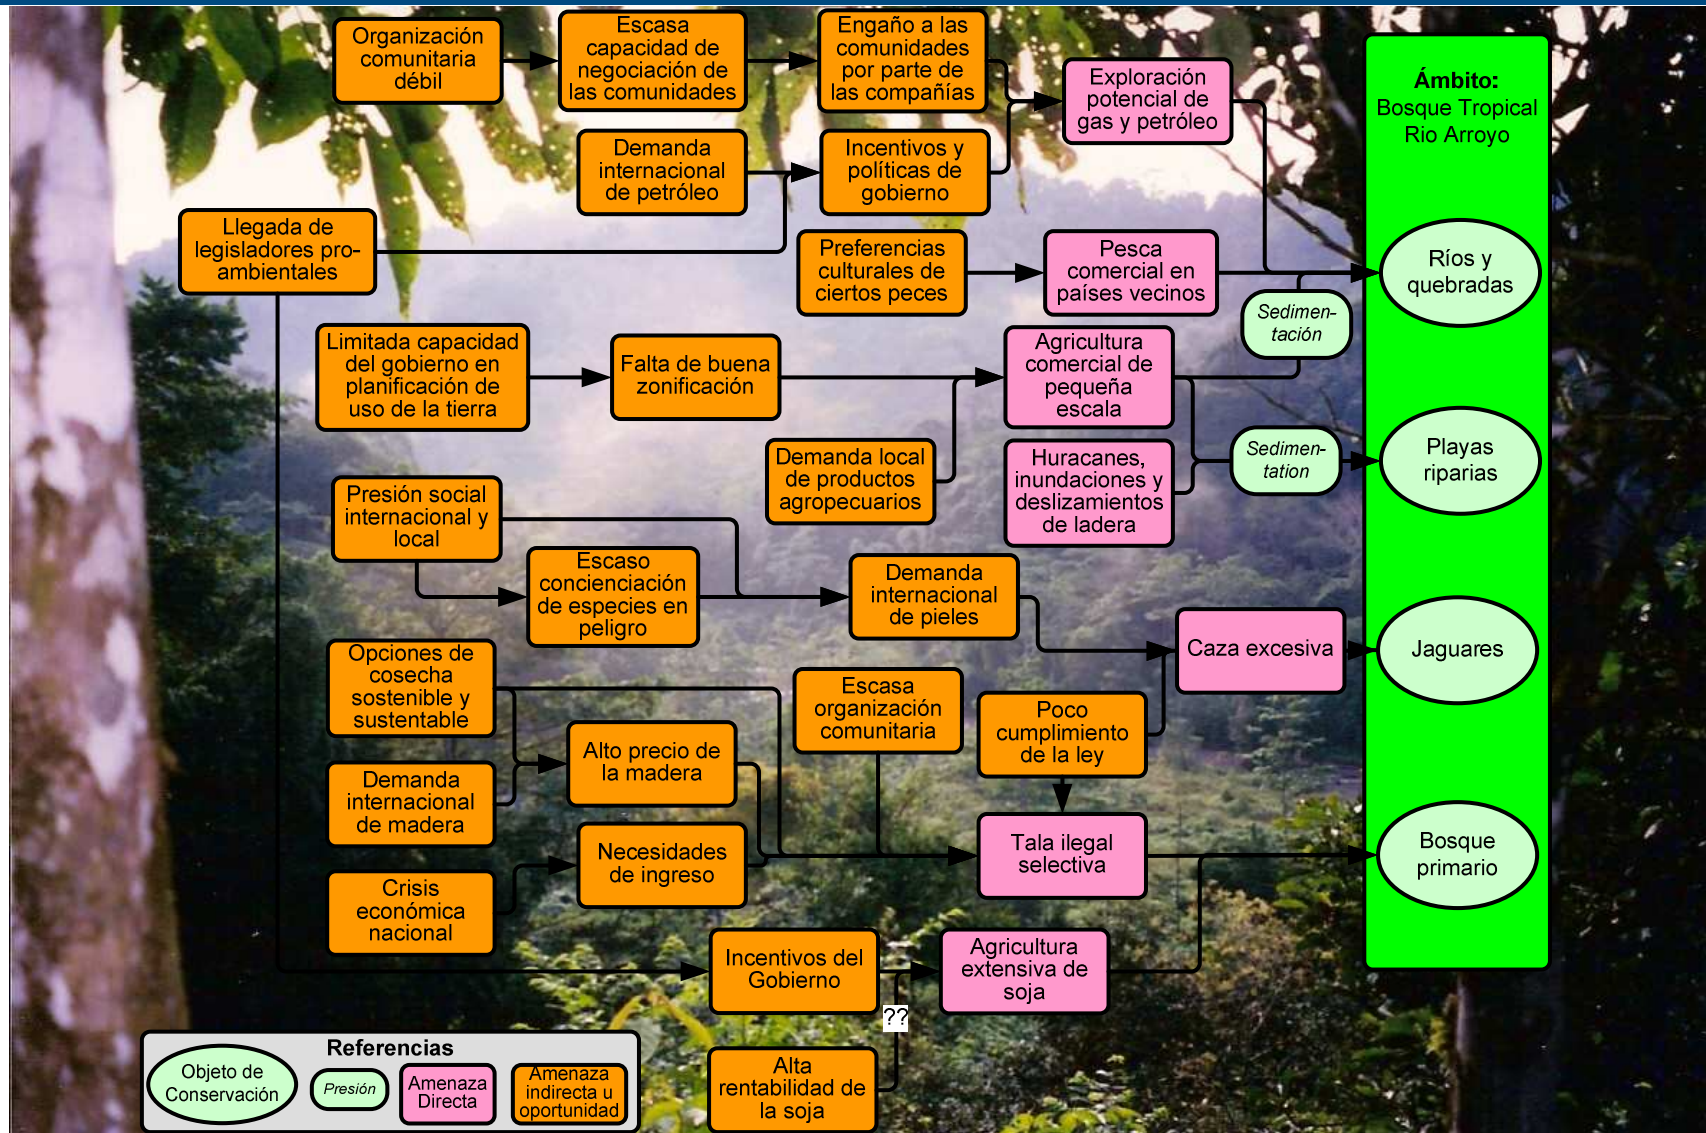 Organización
comunitaria
débil
Escasa
capacidad de
negociación de
las comunidades
Engaño a las
comunidades
por parte de
las compañías
Exploración
potencial de
gas y petróleo
Ámbito:
Bosque Tropical
Rio Arroyo
Demanda
internacional
de petróleo
Incentivos y
políticas de
gobierno
Llegada de
legisladores pro-
ambientales
Preferencias
culturales de
ciertos peces
Pesca
comercial en
países vecinos
Ríos y
quebradas
Sedimen-
tación
Limitada capacidad
del gobierno en
planificación de
uso de la tierra
Falta de buena
zonificación
Agricultura
comercial de
pequeña
escala
Demanda local
de productos
agropecuarios
Huracanes,
inundaciones y
deslizamientos
de ladera
Sedimen-
tation
Playas
riparias
Presión social
internacional y
local
Escaso
concienciación
de especies en
peligro
Demanda
internacional
de pieles
Caza excesiva
Jaguares
Opciones de
cosecha
sostenible y
sustentable
Escasa
organización
comunitaria
Poco
cumplimiento
de la ley
Alto precio de
la madera
Demanda
internacional
de madera
Necesidades
de ingreso
Tala ilegal
selectiva
Bosque
primario
Crisis
económica
nacional
Incentivos del
Gobierno
Agricultura
extensiva de
soja
??
Alta
rentabilidad de
la soja
Referencias
Objeto de
Conservación
Presión
Amenaza
Directa
Amenaza
indirecta u
oportunidad